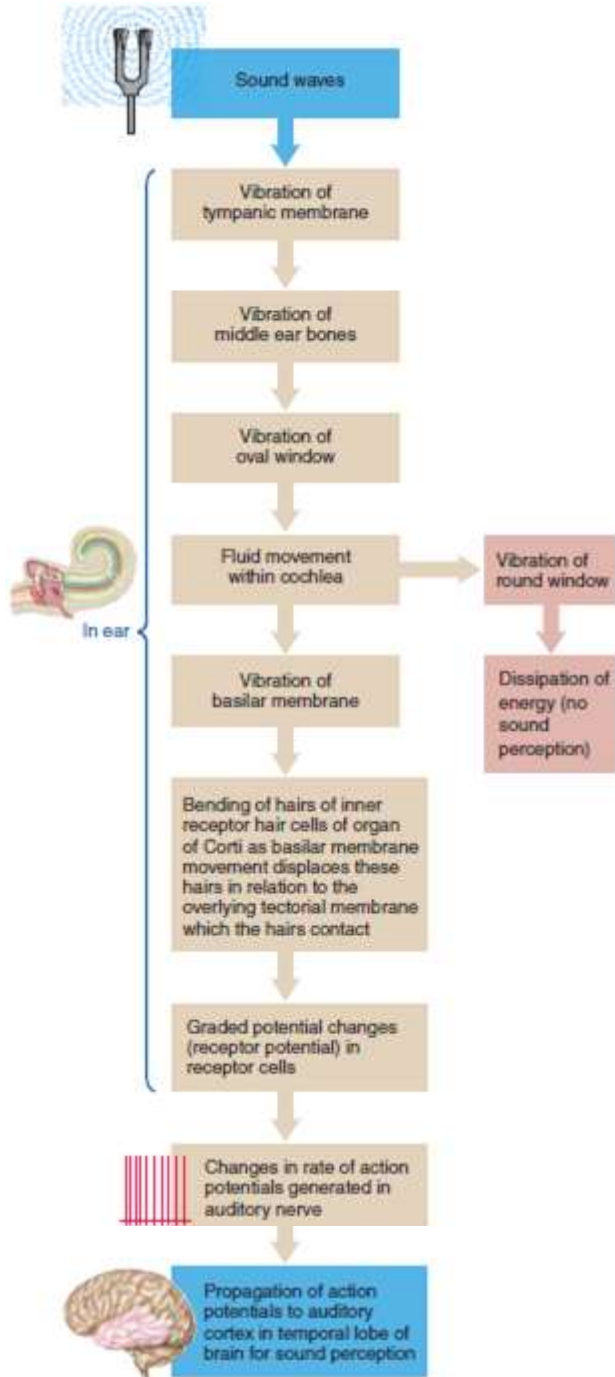 Sound waves
Vibration of
tympanic membrane
Vibration of
middle ear bones
Vibration of
oval window
Fluid movement
within cochlea
Vibration of
round window
In ear
Vibration of
basilar membrane
Dissipation of
energy (no
sound
perception)
Bending of hairs of inner
receptor hair cells of organ
of Corti as basilar membrane
movement displaces these
hairs in relation to the
overlying tectorial membrane
which the hairs contact
Graded potential changes
(receptor potential) in
receptor cells
Changes in rate of action
potentials generated in
auditory nerve
Propagation of action
potentials to auditory
cortex in temporal lobe of
brain for sound perception